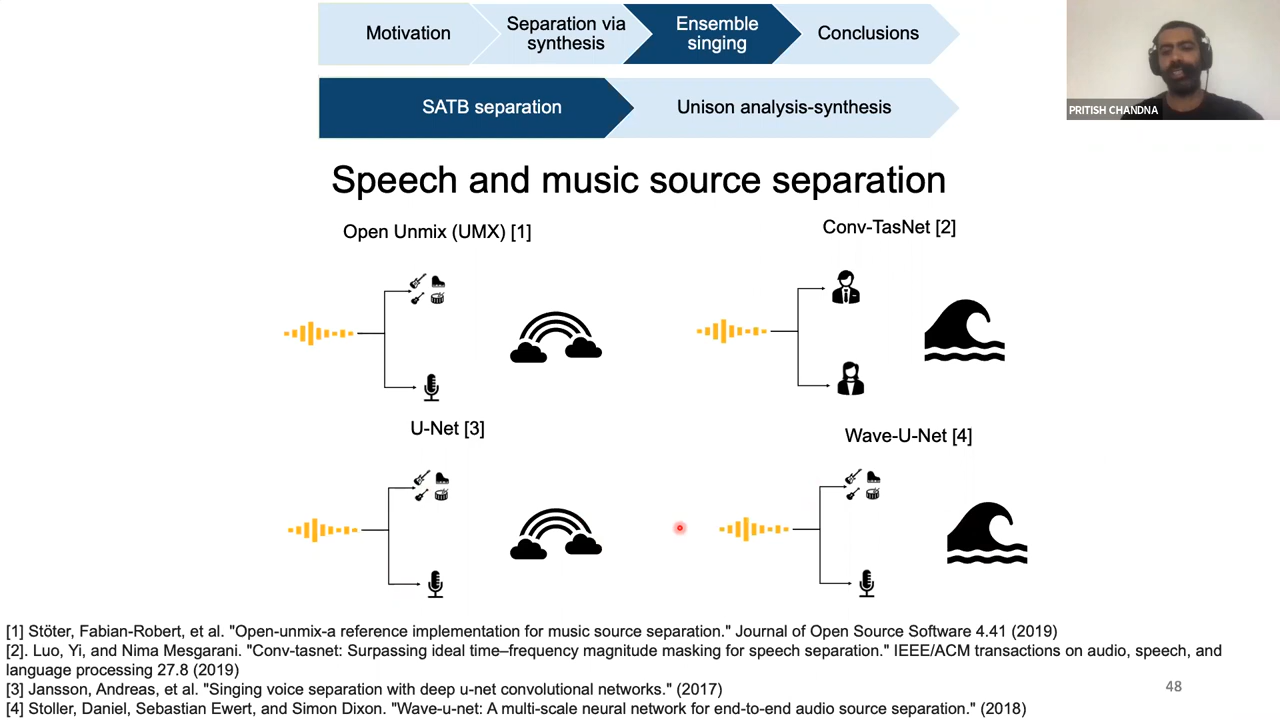 Motivation
Separation via
synthesis
Ensemble
singing
Conclusions
PRITISH CHANDNA
SATB separation
Unison analysis-synthesis
Speech and music source separation
Open Unmix (UMX) [1]
Conv-TasNet [2]
U-Net [3]
Wave-U-Net [4]
[1] Stöter, Fabian-Robert, et al. "Open-unmix-a reference implementation for music source separation." Journal of Open Source Software 4.41 (2019)
[2]. Luo, Yi, and Nima Mesgarani. "Conv-tasnet: Surpassing ideal time–frequency magnitude masking for speech separation." IEEE/ACM transactions on audio, speech, and
language processing 27.8 (2019)
[3] Jansson, Andreas, et al. "Singing voice separation with deep u-net convolutional networks." (2017)
[4] Stoller, Daniel, Sebastian Ewert, and Simon Dixon. "Wave-u-net: A multi-scale neural network for end-to-end audio source separation." (2018)
48